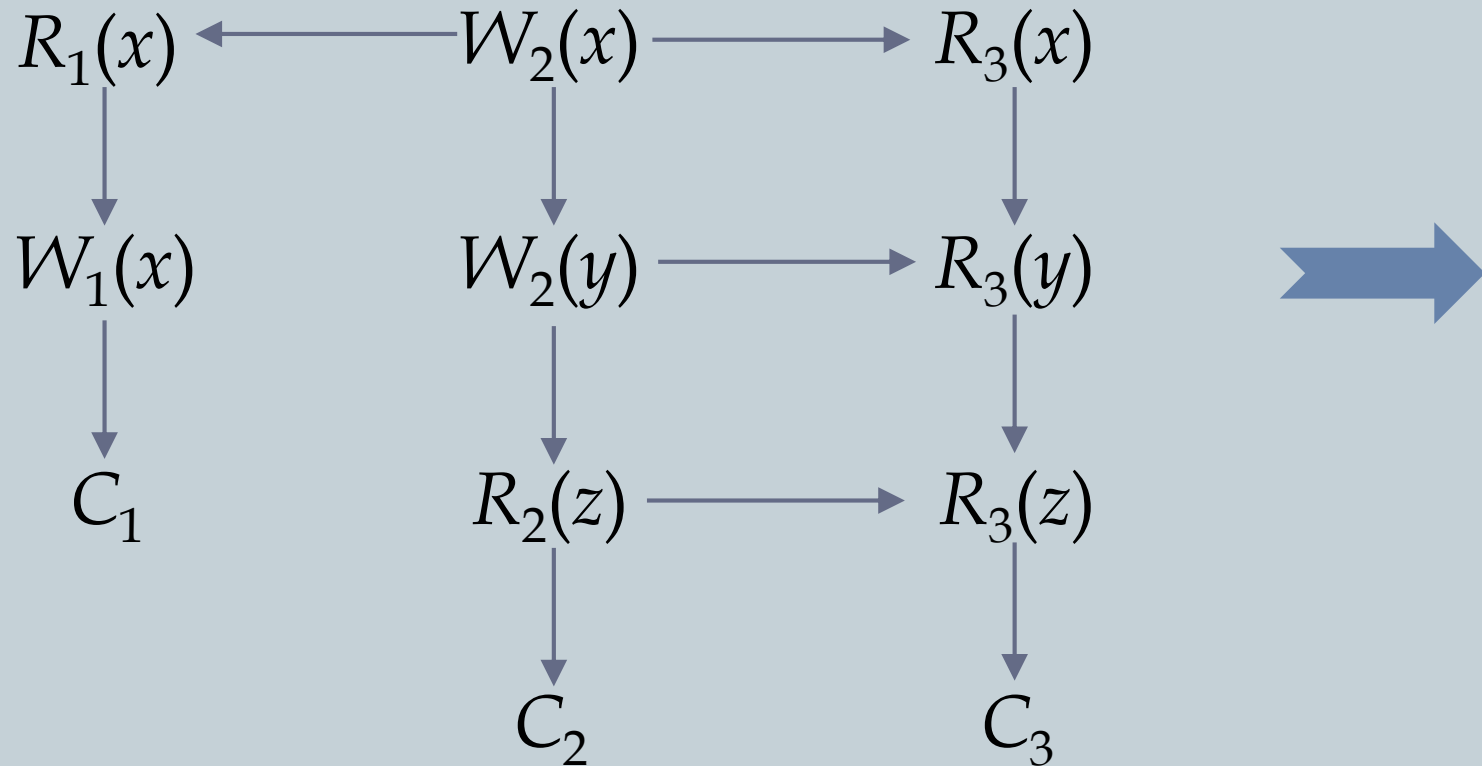 R₁(x) W₂(x) R₃(x)
W₁(x) W₂(y) R₃(y)
C₁ R₂(z) R₃(z)
C₂ C₃